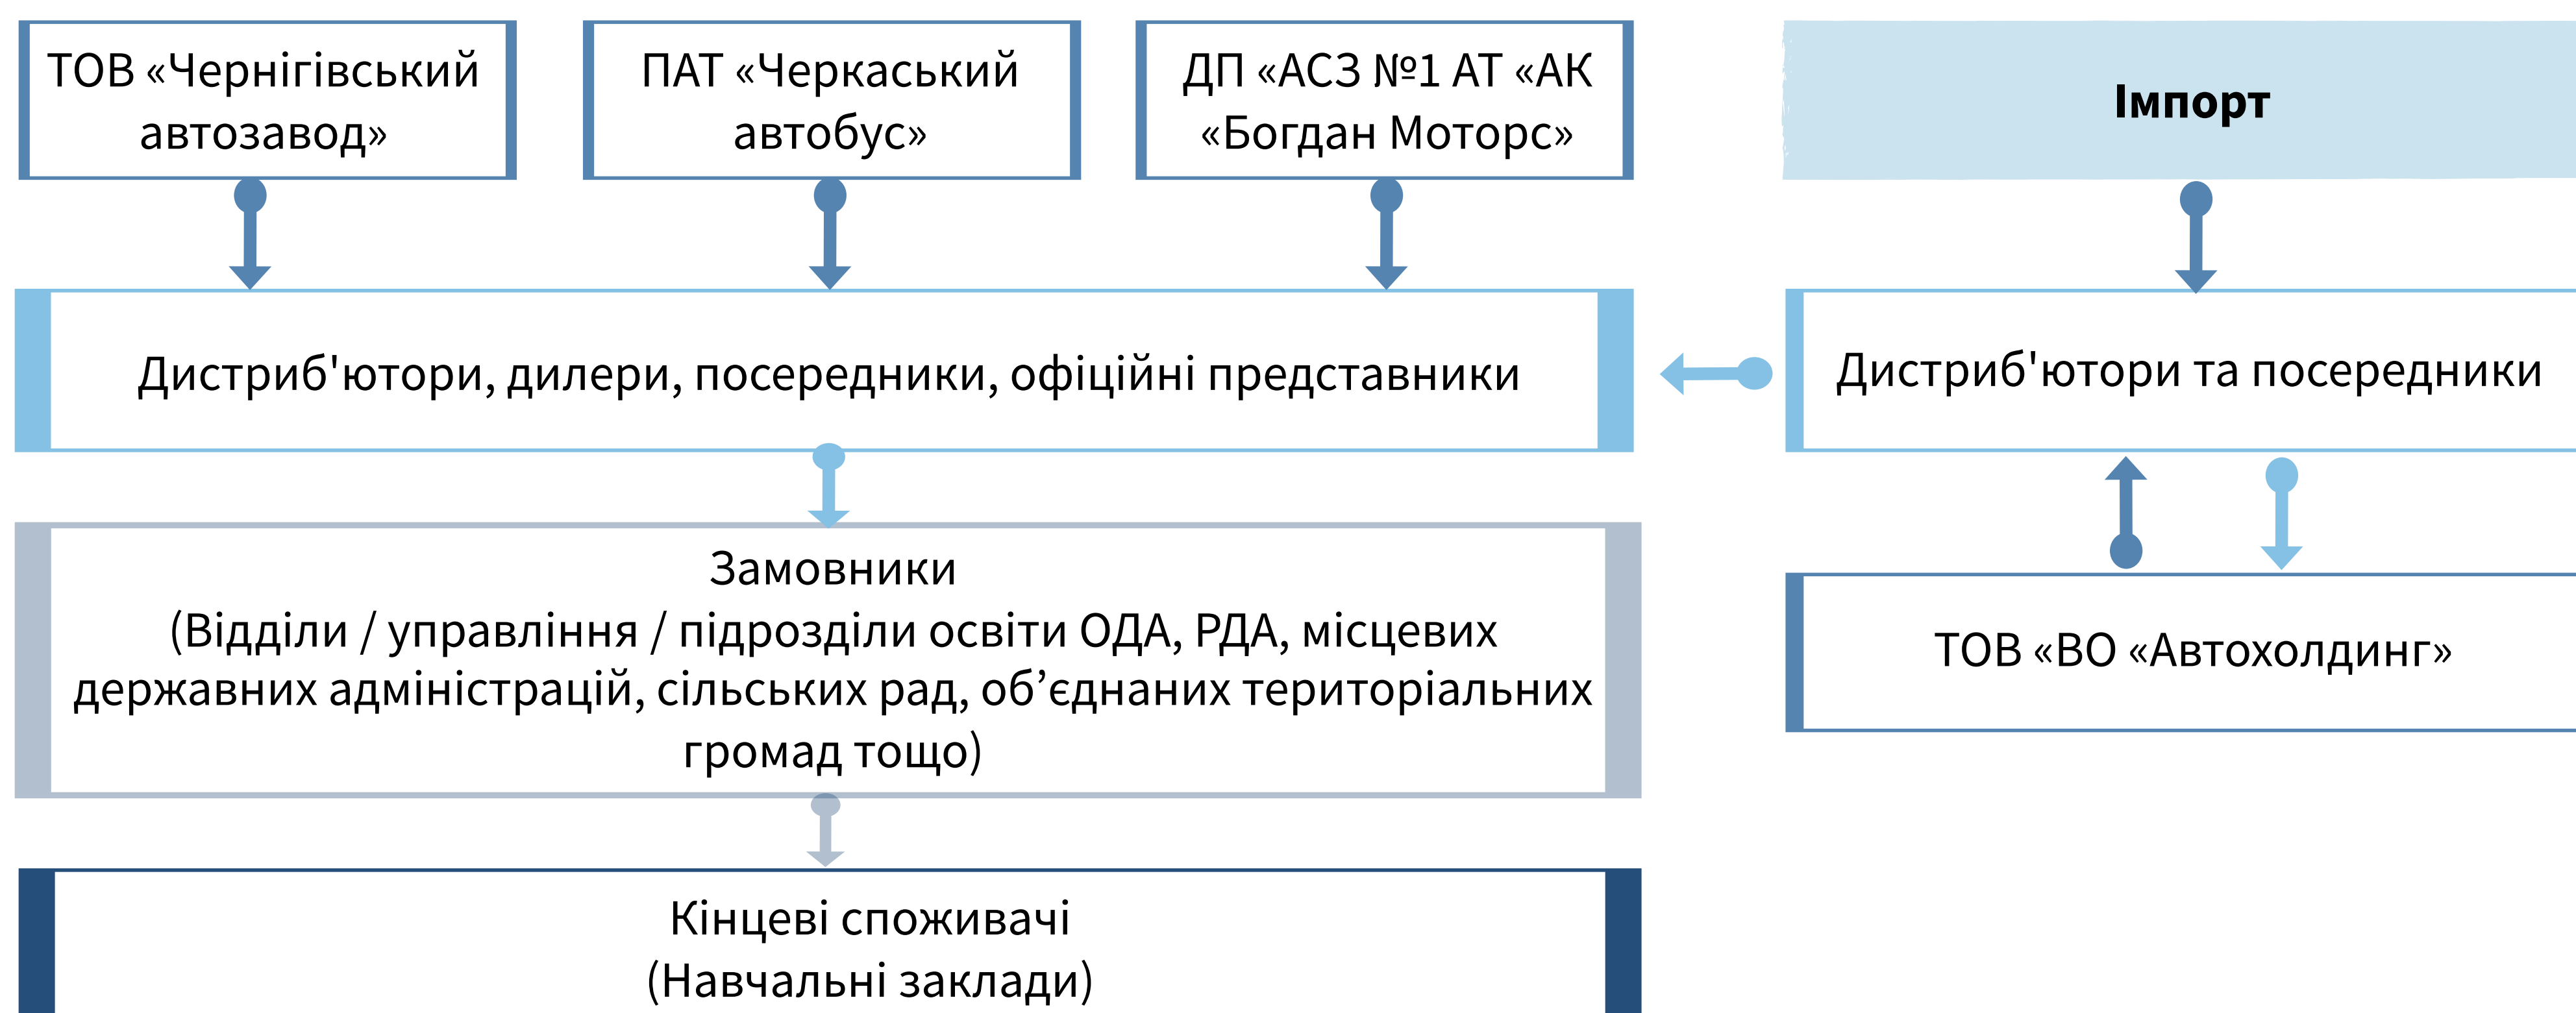 ТОВ «Чернігівський
автозавод»
ПАТ «Черкаський
автобус»
ДП «АСЗ №1 АТ «АК
«Богдан Моторс»
Імпорт
Дистриб'ютори, дилери, посередники, офіційні представники
Дистриб'ютори та посередники
Замовники
(Відділи / управління / підрозділи освіти ОДА, РДА, місцевих
державних адміністрацій, сільських рад, об’єднаних територіальних
громад тощо)
ТОВ «ВО «Автохолдинг»
Кінцеві споживачі
(Навчальні заклади)